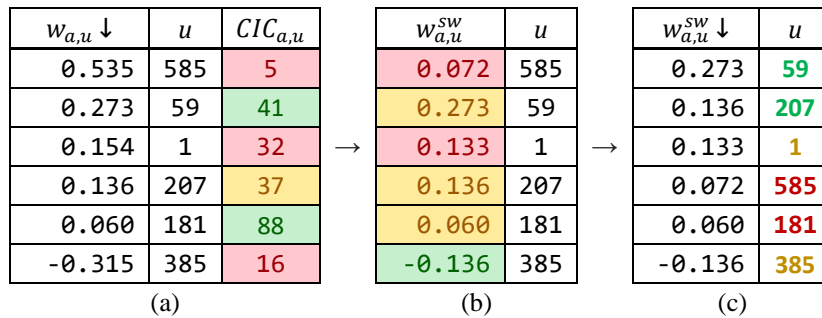 w_{a,u} ↓ u CIC_{a,u} w_{a,u}^{sw} u w_{a,u}^{sw} ↓ u
0.535 585 5 0.072 585 0.273 59
0.273 59 41 0.273 59 0.136 207
0.154 1 32 → 0.133 1 → 0.133 1
0.136 207 37 0.136 207 0.072 585
0.060 181 88 0.060 181 0.060 181
-0.315 385 16 -0.136 385 -0.136 385
(a) (b) (c)